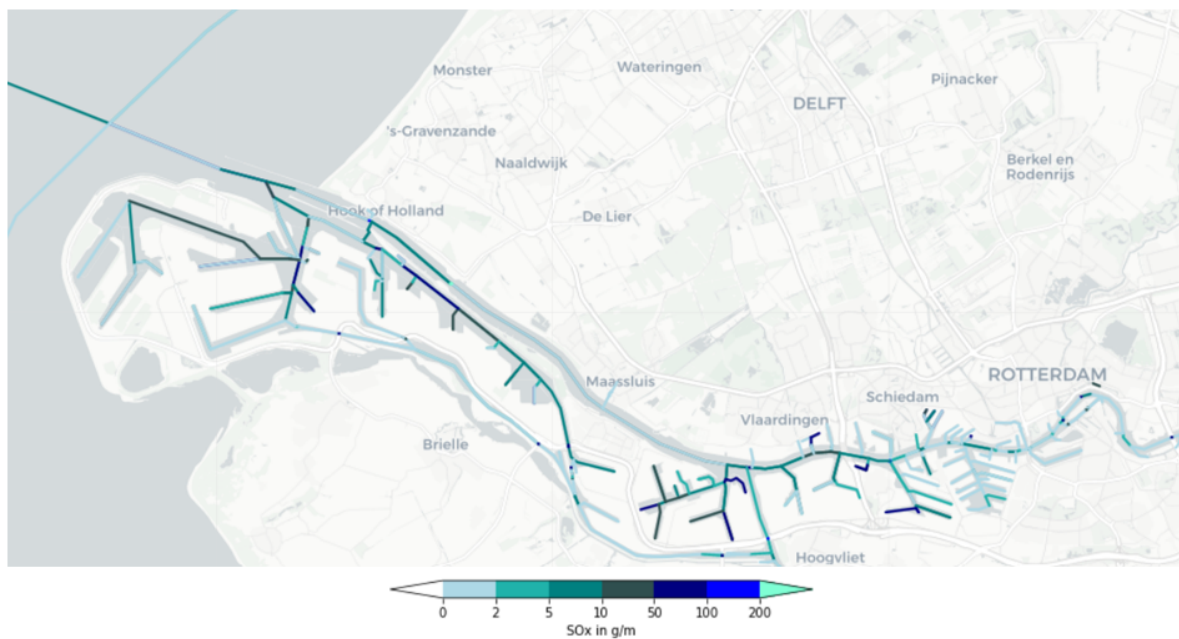 Monster
Wateringen
DELFT
Pijnacker
's-Gravenzande
Naaldwijk
Berkel en
Rodenrijs
Hook of Holland
De Lier
Maassluis
ROTTERDAM
Schiedam
Vlaardingen
Brielle
Hoogvliet
0 2 5 10 50 100 200
SOx in g/m